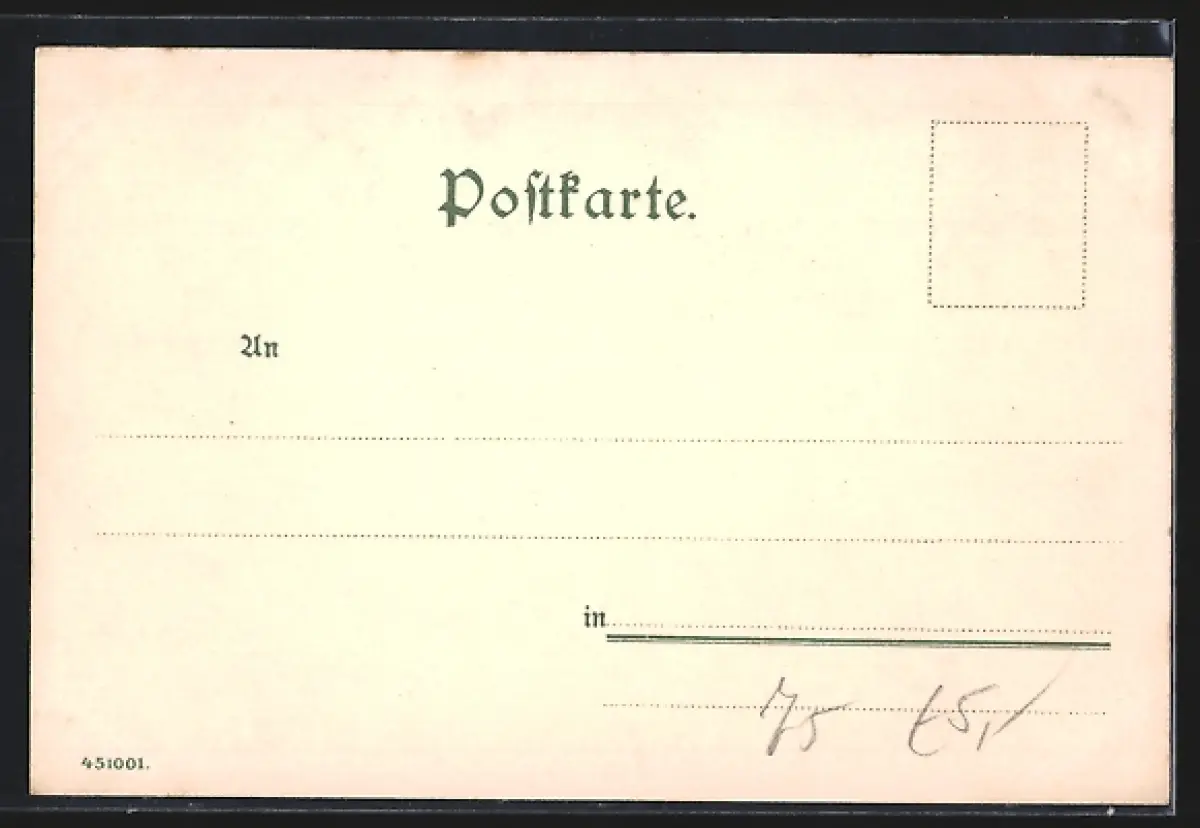 Postkarte.
An
in
75
451001.